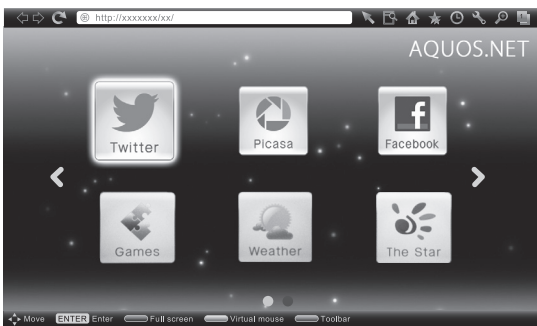 http://xxxxxxx/xx/
AQUOS.NET
Twitter Picasa Facebook
Games Weather The Star
Move ENTER Enter Full screen Virtual mouse Toolbar